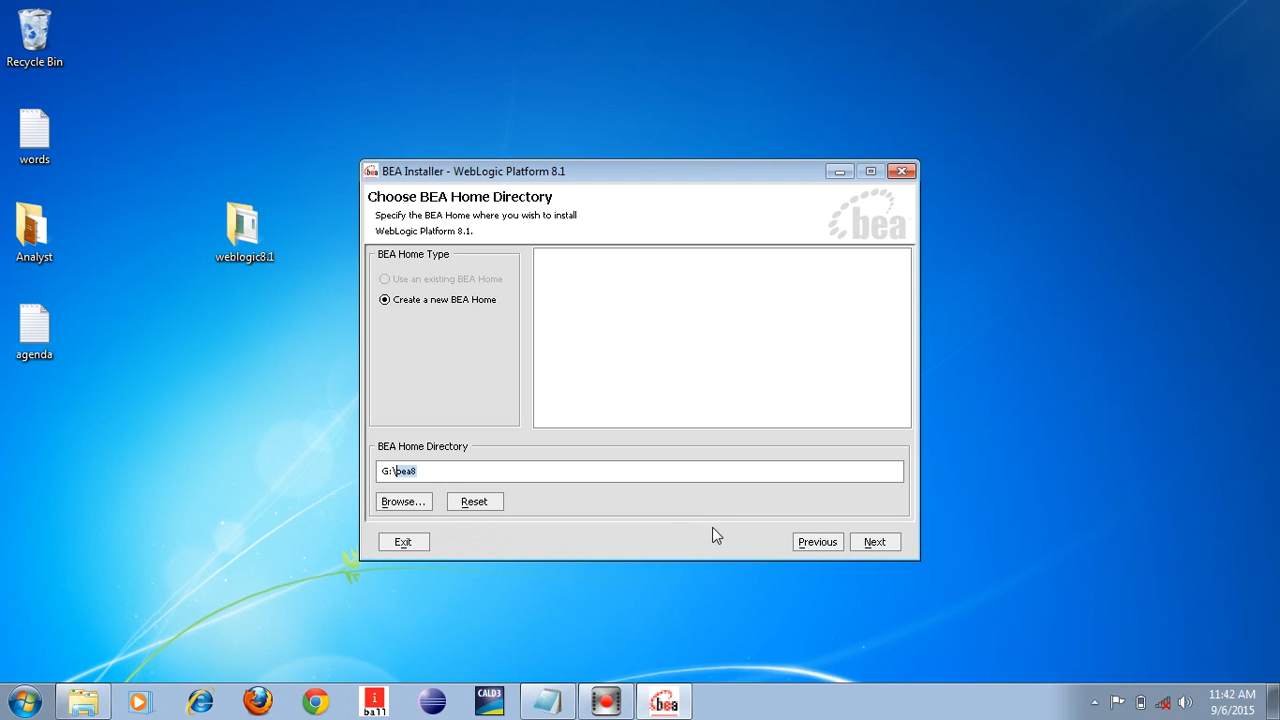 Recycle Bin
words
Analyst
weblogic8.1
agenda
BEA Installer - WebLogic Platform 8.1
Choose BEA Home Directory
Specify the BEA Home where you wish to install
WebLogic Platform 8.1.
bea
BEA Home Type
Use an existing BEA Home
Create a new BEA Home
BEA Home Directory
G:\bea8
Browse...
Reset
Exit
Previous
Next
i
ball
CALD3
bea
11:42 AM
9/6/2015